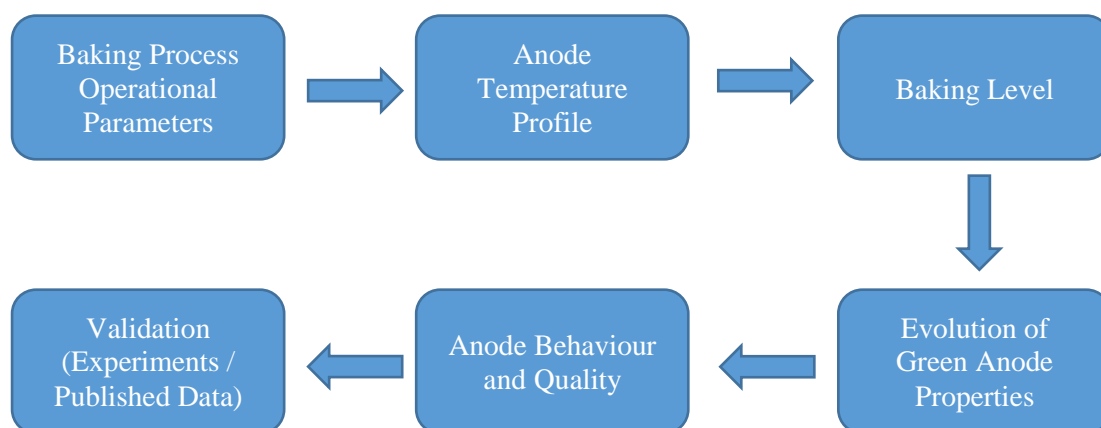 Baking Process
Operational
Parameters
Anode
Temperature
Profile
Baking Level
Evolution of
Green Anode
Properties
Anode Behaviour
and Quality
Validation
(Experiments /
Published Data)